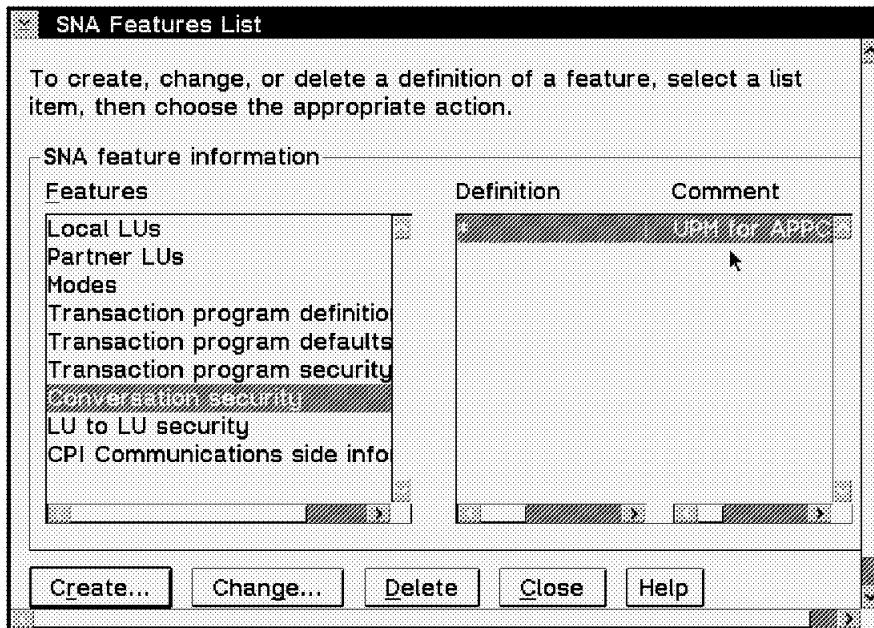 SNA Features List
To create, change, or delete a definition of a feature, select a list
item, then choose the appropriate action.
SNA feature information
Features
Definition Comment
Local LUs
* UPM for APPC
Partner LUs
Modes
Transaction program definitio
Transaction program defaults
Transaction program security
Conversation security
LU to LU security
CPI Communications side info
Create... Change... Delete Close Help